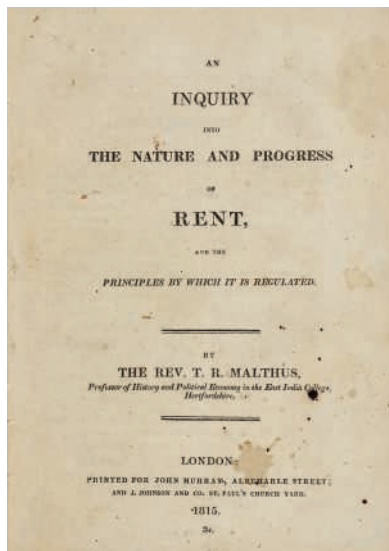 AN
INQUIRY
INTO
THE NATURE AND PROGRESS
OF
RENT,
AND THE
PRINCIPLES BY WHICH IT IS REGULATED.
BY
THE REV. T. R. MALTHUS,
Professor of History and Political Economy in the East India College,
Hertfordshire.
LONDON:
PRINTED FOR JOHN MURRAY, ALBEMARLE STREET;
AND J. JOHNSON AND CO. ST. PAUL'S CHURCH YARD.
1815.